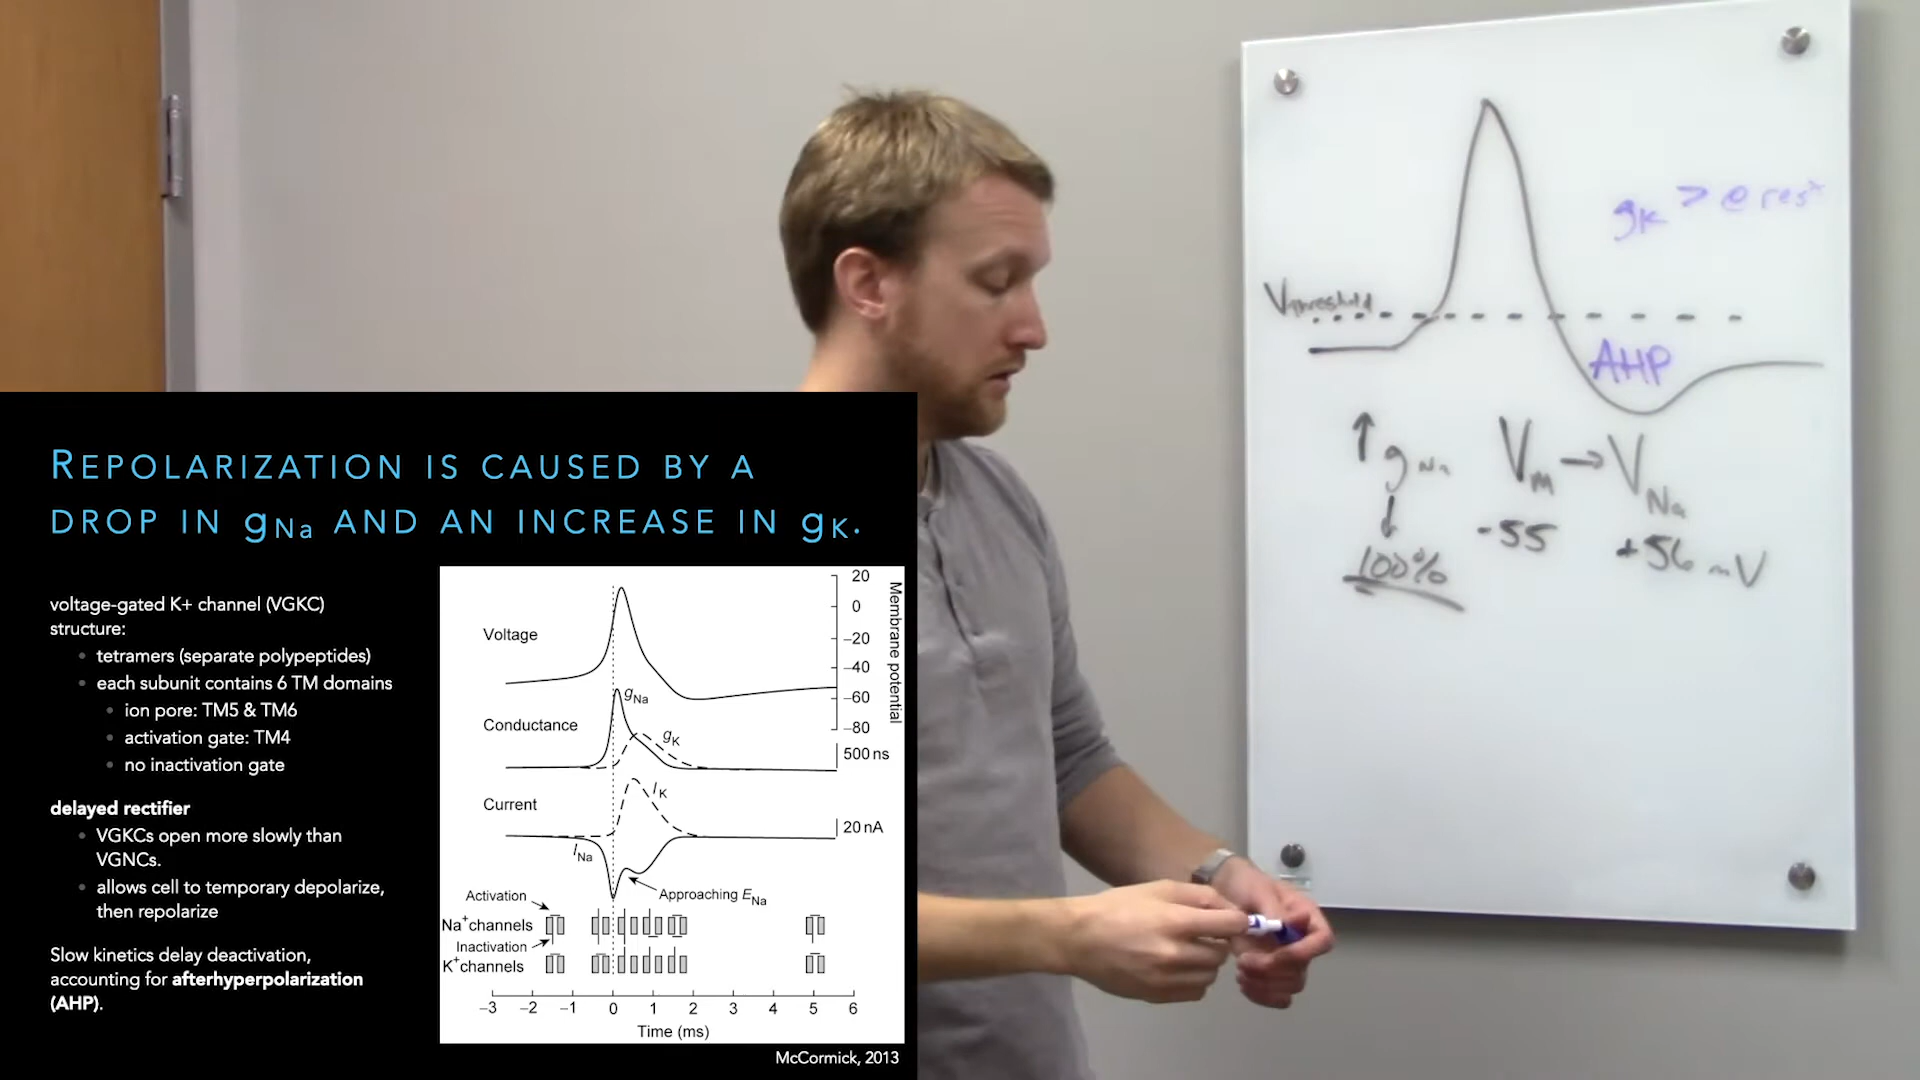 gK > @ rest
Vthreshold
AHP
↑ gNa Vm → VNa
↓ -55 +56 mV
100%
REPOLARIZATION IS CAUSED BY A
DROP IN gNa AND AN INCREASE IN gK.
voltage-gated K+ channel (VGKC)
structure:
• tetramers (separate polypeptides)
• each subunit contains 6 TM domains
• ion pore: TM5 & TM6
• activation gate: TM4
• no inactivation gate
delayed rectifier
• VGKCs open more slowly than
VGNCs.
• allows cell to temporary depolarize,
then repolarize
Slow kinetics delay deactivation,
accounting for afterhyperpolarization
(AHP).
20
0
–20
–40
–60
–80
Membrane potential
Voltage
gNa
Conductance
gK
500 ns
IK
Current
20 nA
INa
Approaching ENa
Activation
Na+channels
Inactivation
K+channels
–3 –2 –1 0 1 2 3 4 5 6
Time (ms)
McCormick, 2013